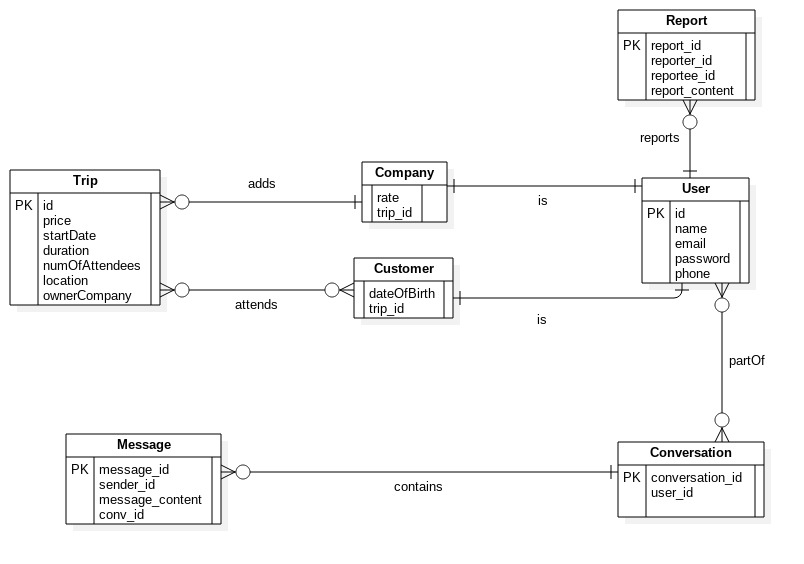 Report
PK report_id
reporter_id
reportee_id
report_content
reports
Trip
PK id
price
startDate
duration
numOfAttendees
location
ownerCompany
adds
Company
rate
trip_id
is
User
PK id
name
email
password
phone
attends
Customer
dateOfBirth
trip_id
is
partOf
Message
PK message_id
sender_id
message_content
conv_id
contains
Conversation
PK conversation_id
user_id